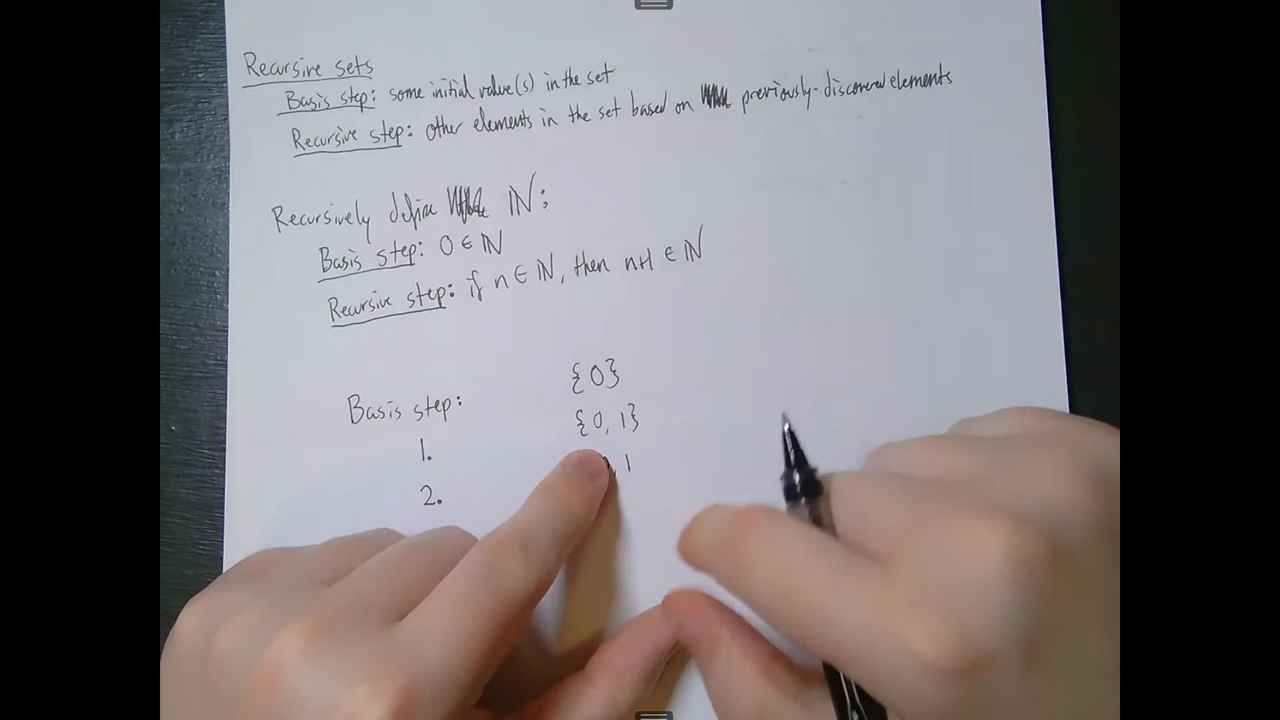 Recursive sets
Basis step: some initial value(s) in the set
Recursive step: other elements in the set based on previously-discovered elements
Recursively define ℕ:
Basis step: 0 ∈ ℕ
Recursive step: if n ∈ ℕ, then n+1 ∈ ℕ
Basis step: {0}
1. {0, 1}
2. , 1